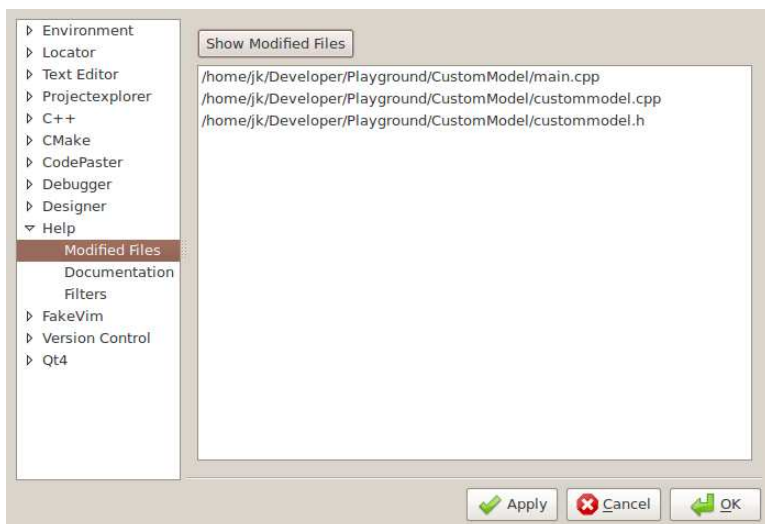 Environment
Locator
Text Editor
Projectexplorer
C++
CMake
CodePaster
Debugger
Designer
Help
Modified Files
Documentation
Filters
FakeVim
Version Control
Qt4
Show Modified Files
/home/jk/Developer/Playground/CustomModel/main.cpp
/home/jk/Developer/Playground/CustomModel/custommodel.cpp
/home/jk/Developer/Playground/CustomModel/custommodel.h
Apply
Cancel
OK